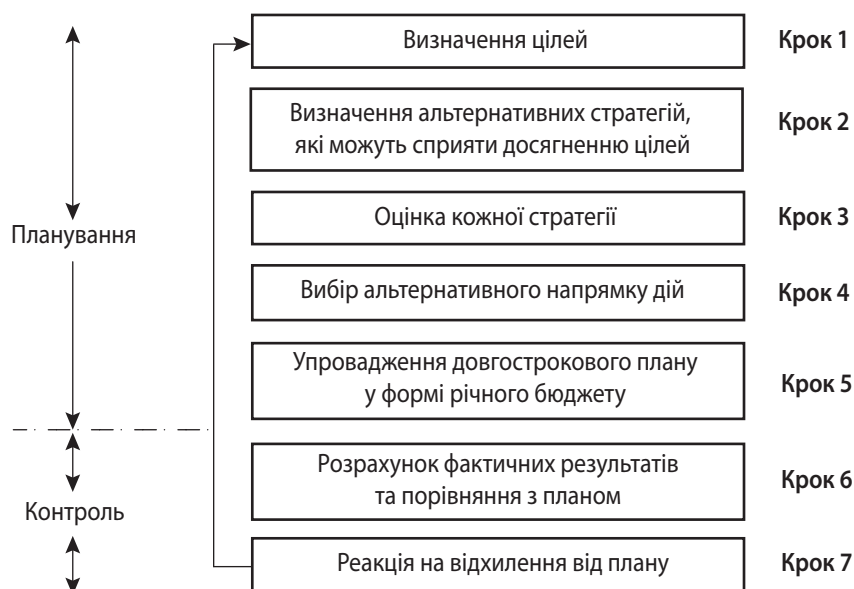 Визначення цілей
Крок 1
Визначення альтернативних стратегій,
які можуть сприяти досягненню цілей
Крок 2
Оцінка кожної стратегії
Крок 3
Планування
Вибір альтернативного напрямку дій
Крок 4
Упровадження довгострокового плану
у формі річного бюджету
Крок 5
Розрахунок фактичних результатів
та порівняння з планом
Крок 6
Контроль
Реакція на відхилення від плану
Крок 7